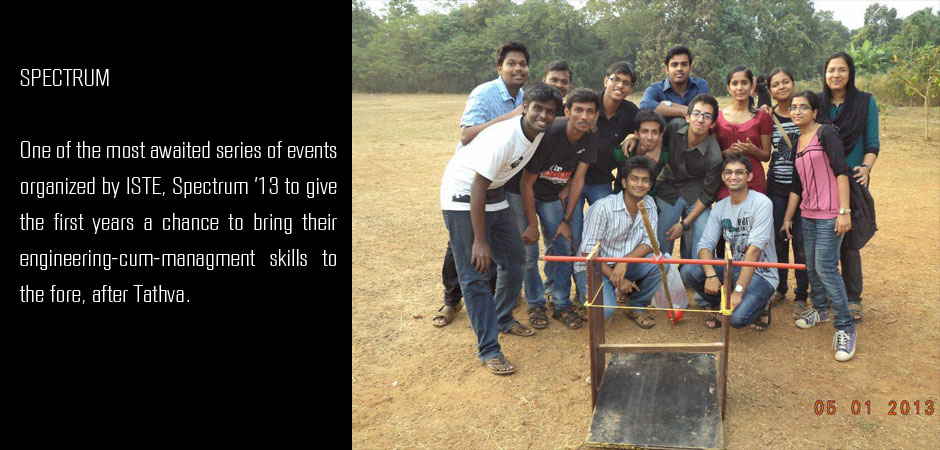 SPECTRUM
One of the most awaited series of events
organized by ISTE, Spectrum '13 to give
the first years a chance to bring their
engineering-cum-managment skills to
the fore, after Tathva.
05 01 2013